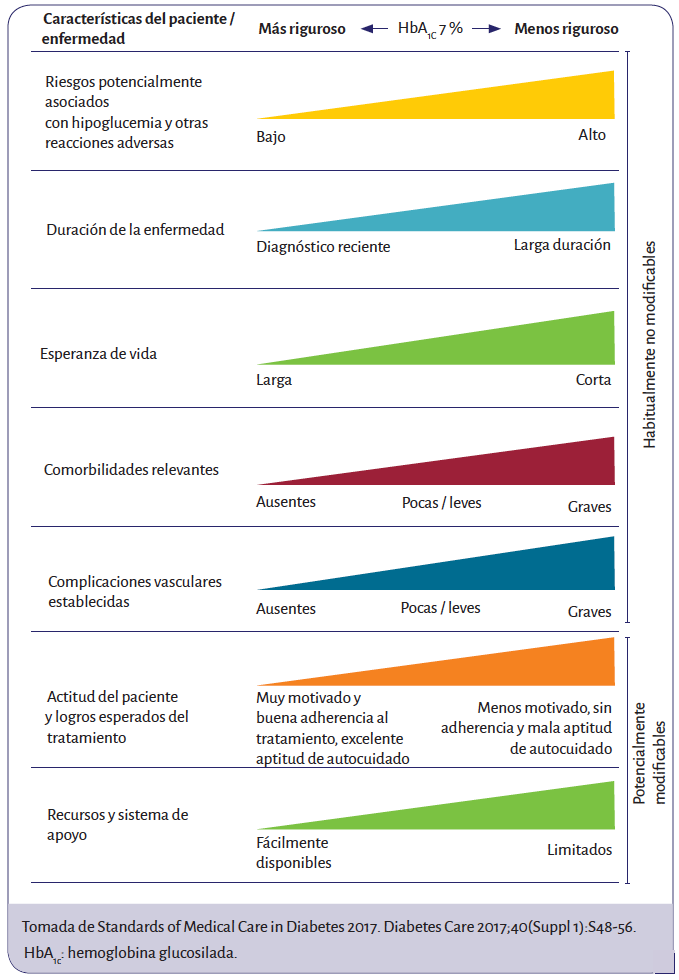 Características del paciente /
enfermedad
Más riguroso
HbA1C 7 %
Menos riguroso
Riesgos potencialmente
asociados
con hipoglucemia y otras
reacciones adversas
Bajo
Alto
Duración de la enfermedad
Diagnóstico reciente
Larga duración
Esperanza de vida
Larga
Corta
Comorbilidades relevantes
Ausentes
Pocas / leves
Graves
Complicaciones vasculares
establecidas
Ausentes
Pocas / leves
Graves
Habitualmente no modificables
Actitud del paciente
y logros esperados del
tratamiento
Muy motivado y
buena adherencia al
tratamiento, excelente
aptitud de autocuidado
Menos motivado, sin
adherencia y mala aptitud
de autocuidado
Recursos y sistema de
apoyo
Fácilmente
disponibles
Limitados
Potencialmente
modificables
Tomada de Standards of Medical Care in Diabetes 2017. Diabetes Care 2017;40(Suppl 1):S48-56.
HbA1c: hemoglobina glucosilada.